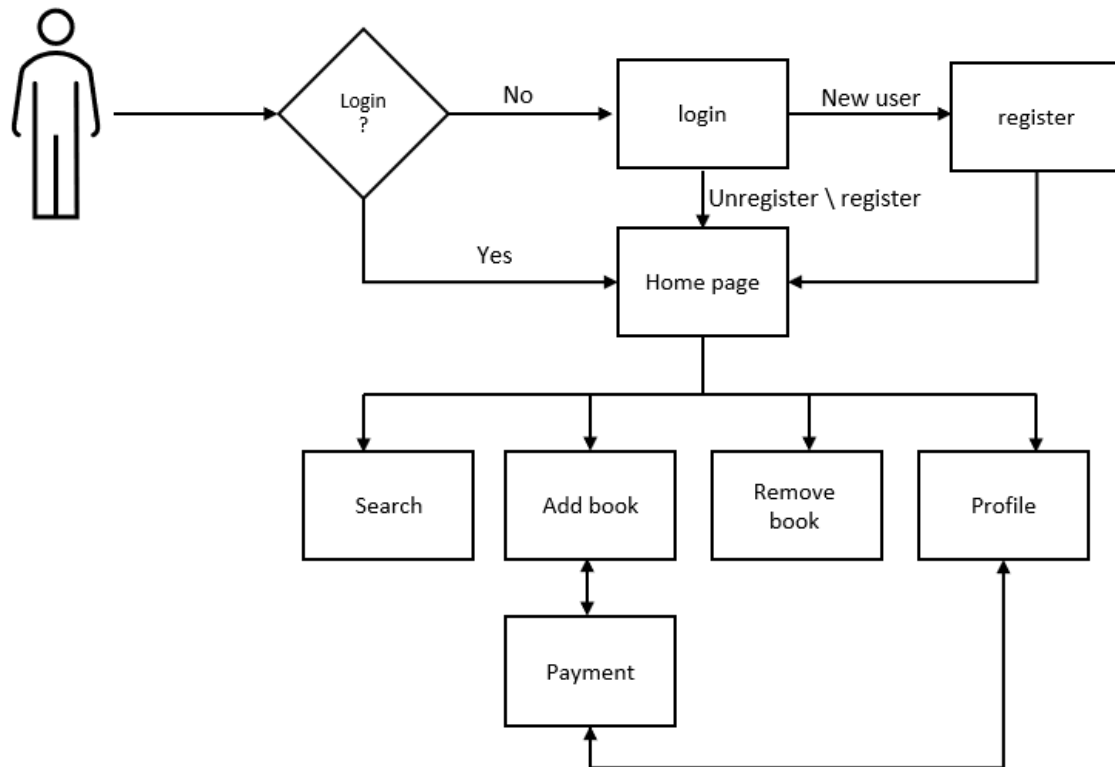 Login
?
No
login
New user
register
Unregister \ register
Yes
Home page
Search
Add book
Remove
book
Profile
Payment